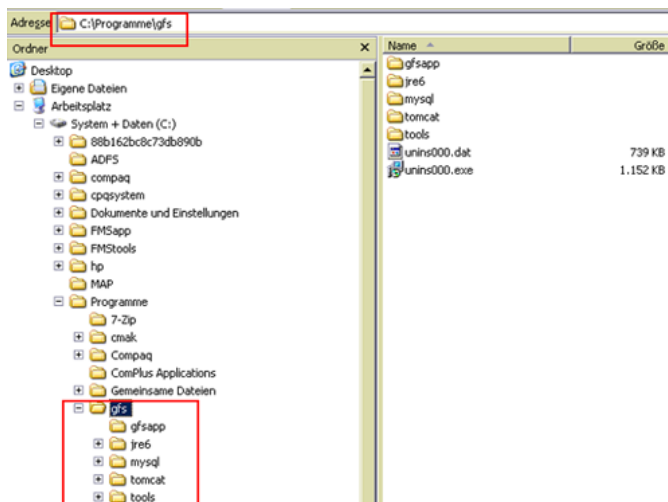 Adresse C:\Programme\gfs
Ordner
Name Größe
Desktop
Eigene Dateien
Arbeitsplatz
System + Daten (C:)
88b162bc8c73db890b
ADFS
compaq
cpqsystem
Dokumente und Einstellungen
FMSapp
FMStools
hp
MAP
Programme
7-Zip
cmak
Compaq
ComPlus Applications
Gemeinsame Dateien
gfs
gfsapp
jre6
mysql
tomcat
tools
gfsapp
jre6
mysql
tomcat
tools
unins000.dat 739 KB
unins000.exe 1.152 KB